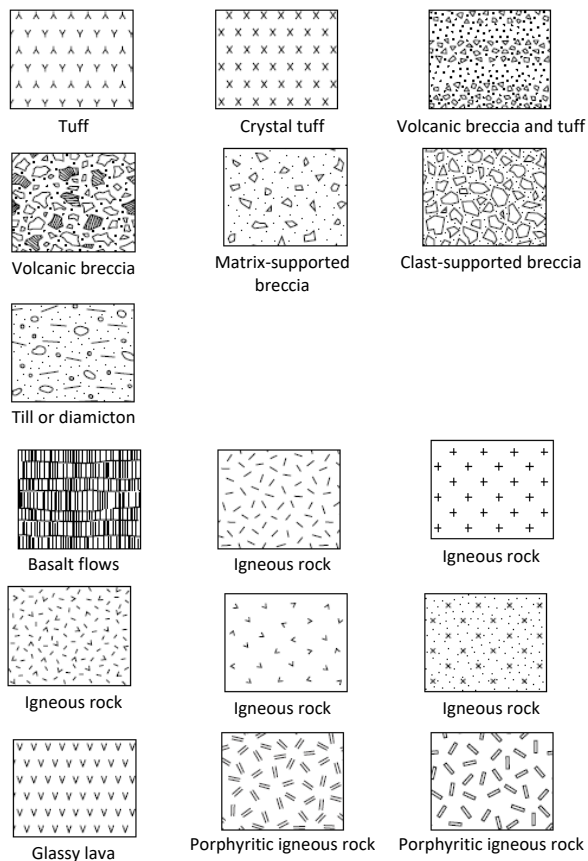 Tuff
Crystal tuff
Volcanic breccia and tuff
Volcanic breccia
Matrix-supported
breccia
Clast-supported breccia
Till or diamicton
Basalt flows
Igneous rock
Igneous rock
Igneous rock
Igneous rock
Igneous rock
Glassy lava
Porphyritic igneous rock
Porphyritic igneous rock